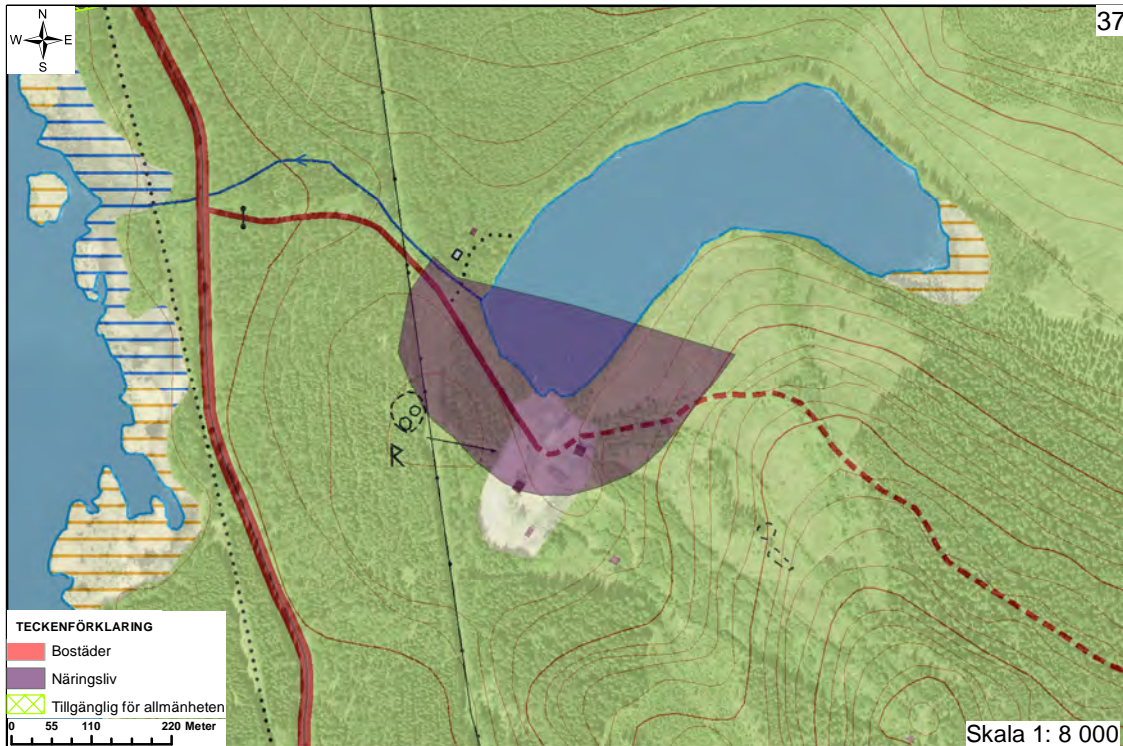 N
W E
S
37
R
TECKENFÖRKLARING
Bostäder
Näringsliv
Tillgänglig för allmänheten
0 55 110 220 Meter
Skala 1: 8 000